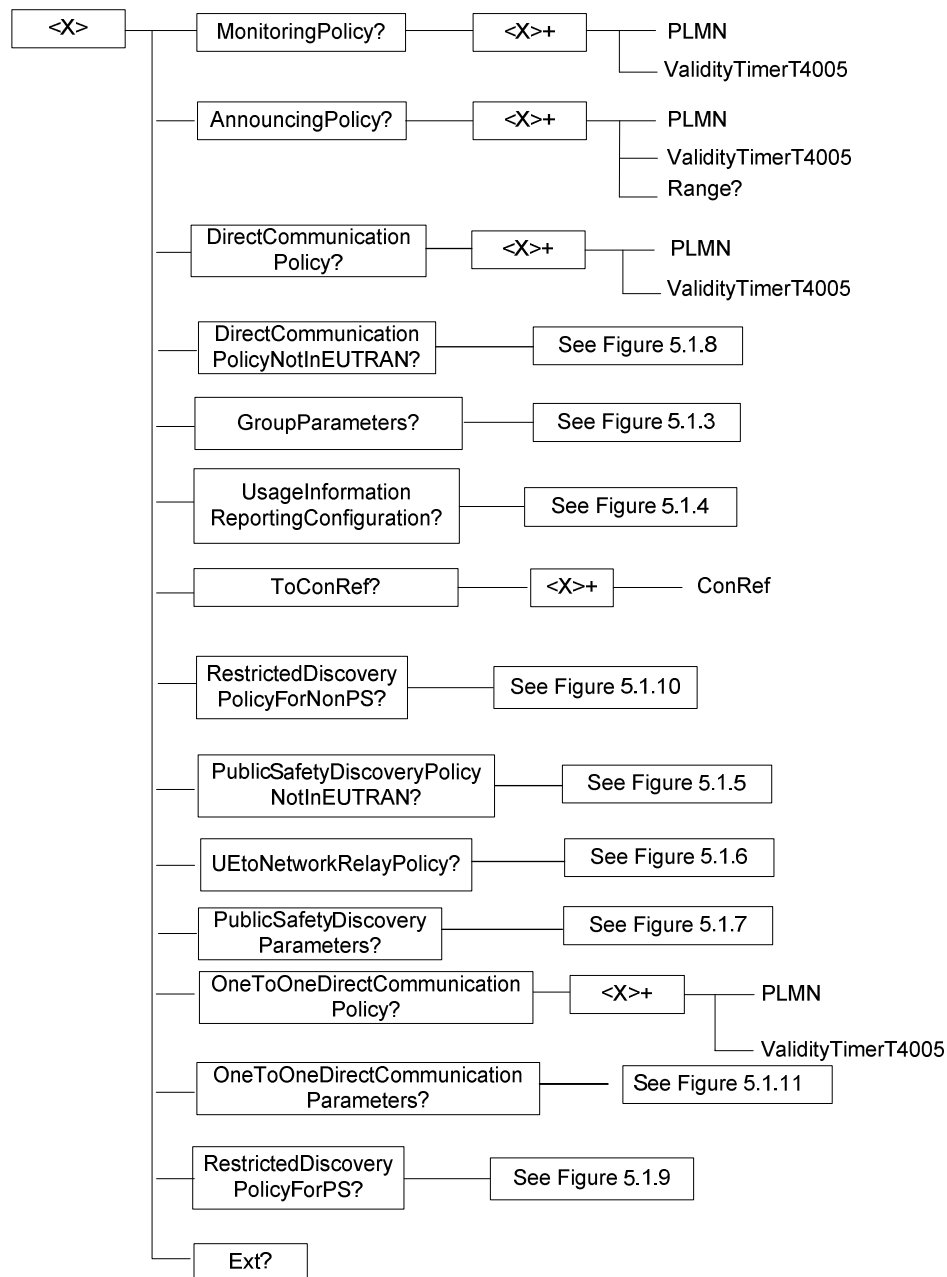 <X>
MonitoringPolicy?
<X>+
PLMN
ValidityTimerT4005
AnnouncingPolicy?
<X>+
PLMN
ValidityTimerT4005
Range?
DirectCommunication
Policy?
<X>+
PLMN
ValidityTimerT4005
DirectCommunication
PolicyNotInEUTRAN?
See Figure 5.1.8
GroupParameters?
See Figure 5.1.3
UsageInformation
ReportingConfiguration?
See Figure 5.1.4
ToConRef?
<X>+
ConRef
RestrictedDiscovery
PolicyForNonPS?
See Figure 5.1.10
PublicSafetyDiscoveryPolicy
NotInEUTRAN?
See Figure 5.1.5
UEtoNetworkRelayPolicy?
See Figure 5.1.6
PublicSafetyDiscovery
Parameters?
See Figure 5.1.7
OneToOneDirectCommunication
Policy?
<X>+
PLMN
ValidityTimerT4005
OneToOneDirectCommunication
Parameters?
See Figure 5.1.11
RestrictedDiscovery
PolicyForPS?
See Figure 5.1.9
Ext?